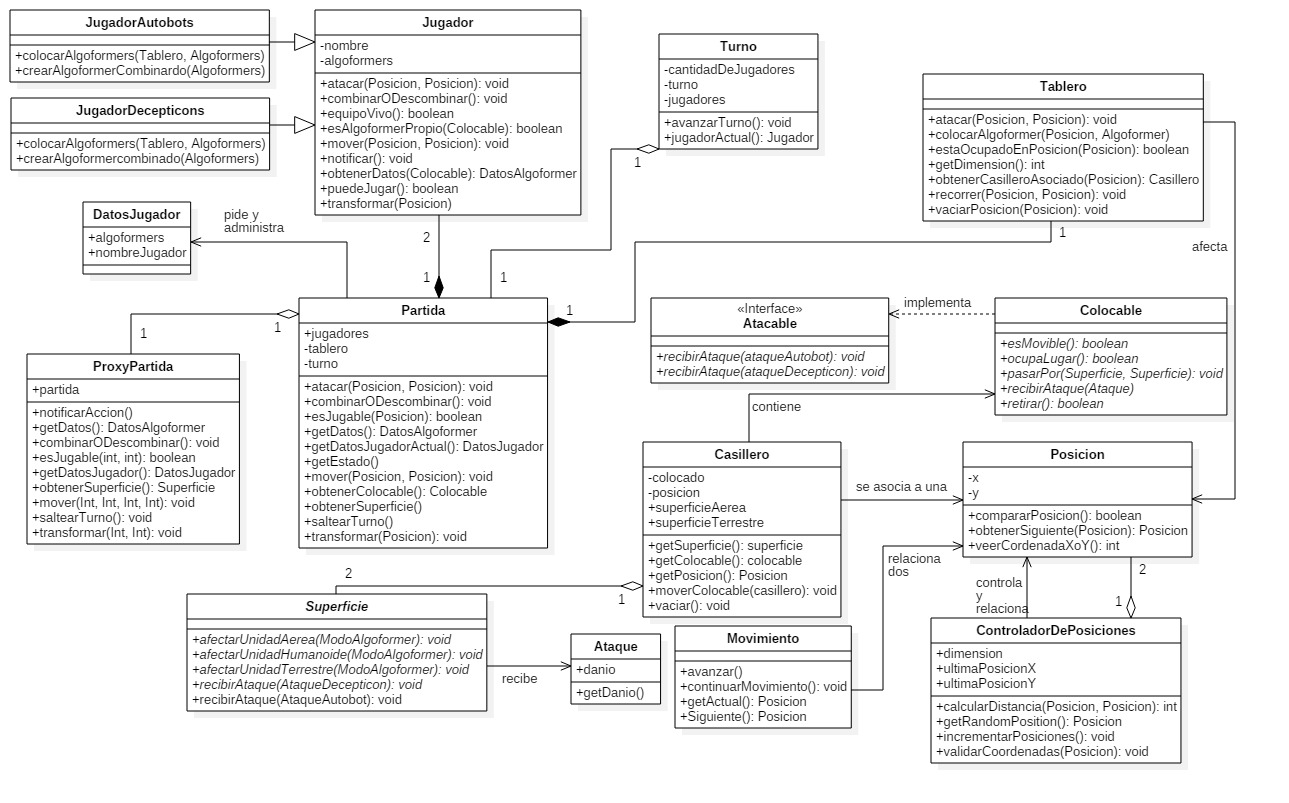 JugadorAutobots
+colocarAlgoformers(Tablero, Algoformers)
+crearAlgoformerCombinardo(Algoformers)
JugadorDecepticons
+colocarAlgoformers(Tablero, Algoformers)
+crearAlgoformercombinado(Algoformers)
Jugador
-nombre
-algoformers
+atacar(Posicion, Posicion): void
+combinarODescombinar(): void
+equipoVivo(): boolean
+esAlgoformerPropio(Colocable): boolean
+mover(Posicion, Posicion): void
+notificar(): void
+obtenerDatos(Colocable): DatosAlgoformer
+puedeJugar(): boolean
+transformar(Posicion)
Turno
-cantidadDeJugadores
-turno
-jugadores
+avanzarTurno(): void
+jugadorActual(): Jugador
1
Tablero
+atacar(Posicion, Posicion): void
+colocarAlgoformer(Posicion, Algoformer)
+estaOcupadoEnPosicion(Posicion): boolean
+getDimension(): int
+obtenerCasilleroAsociado(Posicion): Casillero
+recorrer(Posicion, Posicion): void
+vaciarPosicion(Posicion): void
1
afecta
DatosJugador
+algoformers
+nombreJugador
pide y
administra
2
1
1
1
1
1
Partida
+jugadores
-tablero
-turno
+atacar(Posicion, Posicion): void
+combinarODescombinar(): void
+esJugable(Posicion): boolean
+getDatos(): DatosAlgoformer
+getDatosJugadorActual(): DatosJugador
+getEstado()
+mover(Posicion, Posicion): void
+obtenerColocable(): Colocable
+obtenerSuperficie()
+saltearTurno()
+transformar(Posicion): void
ProxyPartida
+partida
+notificarAccion()
+getDatos(): DatosAlgoformer
+combinarODescombinar(): void
+esJugable(int, int): boolean
+getDatosJugador(): DatosJugador
+obtenerSuperficie(): Superficie
+mover(Int, Int, Int, Int): void
+saltearTurno(): void
+transformar(Int, Int): void
«Interface»
Atacable
+recibirAtaque(ataqueAutobot): void
+recibirAtaque(ataqueDecepticon): void
implementa
Colocable
+esMovible(): boolean
+ocupaLugar(): boolean
+pasarPor(Superficie, Superficie): void
+recibirAtaque(Ataque)
+retirar(): boolean
contiene
Casillero
-colocado
-posicion
+superficieAerea
+superficieTerrestre
+getSuperficie(): superficie
+getColocable(): colocable
+getPosicion(): Posicion
+moverColocable(casillero): void
+vaciar(): void
se asocia a una
Posicion
-x
-y
+compararPosicion(): boolean
+obtenerSiguiente(Posicion): Posicion
+veerCordenadaXoY(): int
relaciona
dos
controla
y
relaciona
2
1
2
1
Superficie
+afectarUnidadAerea(ModoAlgoformer): void
+afectarUnidadHumanoide(ModoAlgoformer): void
+afectarUnidadTerrestre(ModoAlgoformer): void
+recibirAtaque(AtaqueDecepticon): void
+recibirAtaque(AtaqueAutobot): void
recibe
Ataque
+danio
+getDanio()
Movimiento
+avanzar()
+continuarMovimiento(): void
+getActual(): Posicion
+Siguiente(): Posicion
ControladorDePosiciones
+dimension
+ultimaPosicionX
+ultimaPosicionY
+calcularDistancia(Posicion, Posicion): int
+getRandomPosition(): Posicion
+incrementarPosiciones(): void
+validarCoordenadas(Posicion): void